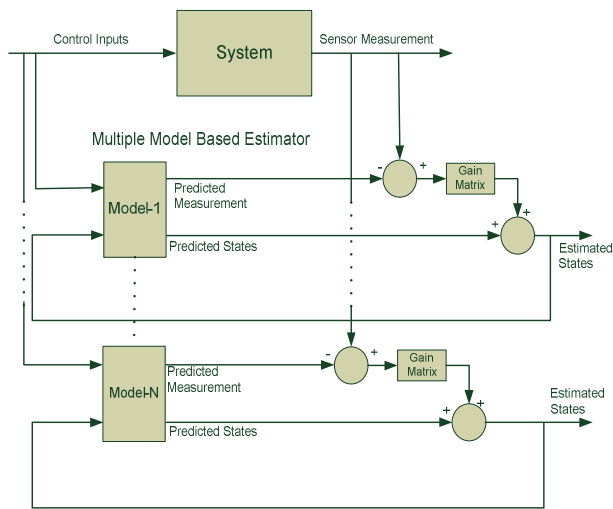 Control Inputs
System
Sensor Measurement
Multiple Model Based Estimator
-
+
Gain
Matrix
Model-1
Predicted
Measurement
+
+
Predicted States
Estimated
States
-
+
Gain
Matrix
Model-N
Predicted
Measurement
+
+
Predicted States
Estimated
States